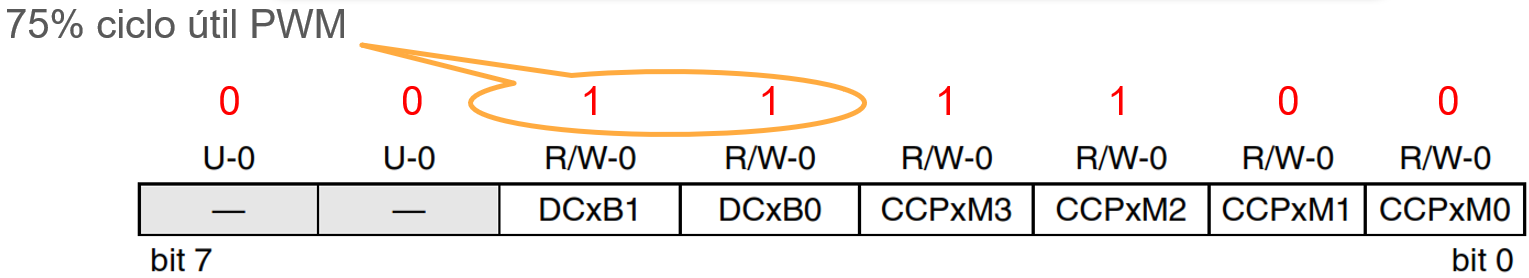 75% ciclo útil PWM
0 0 1 1 1 1 0 0
U-0 U-0 R/W-0 R/W-0 R/W-0 R/W-0 R/W-0 R/W-0
— — DCxB1 DCxB0 CCPxM3 CCPxM2 CCPxM1 CCPxM0
bit 7 bit 0